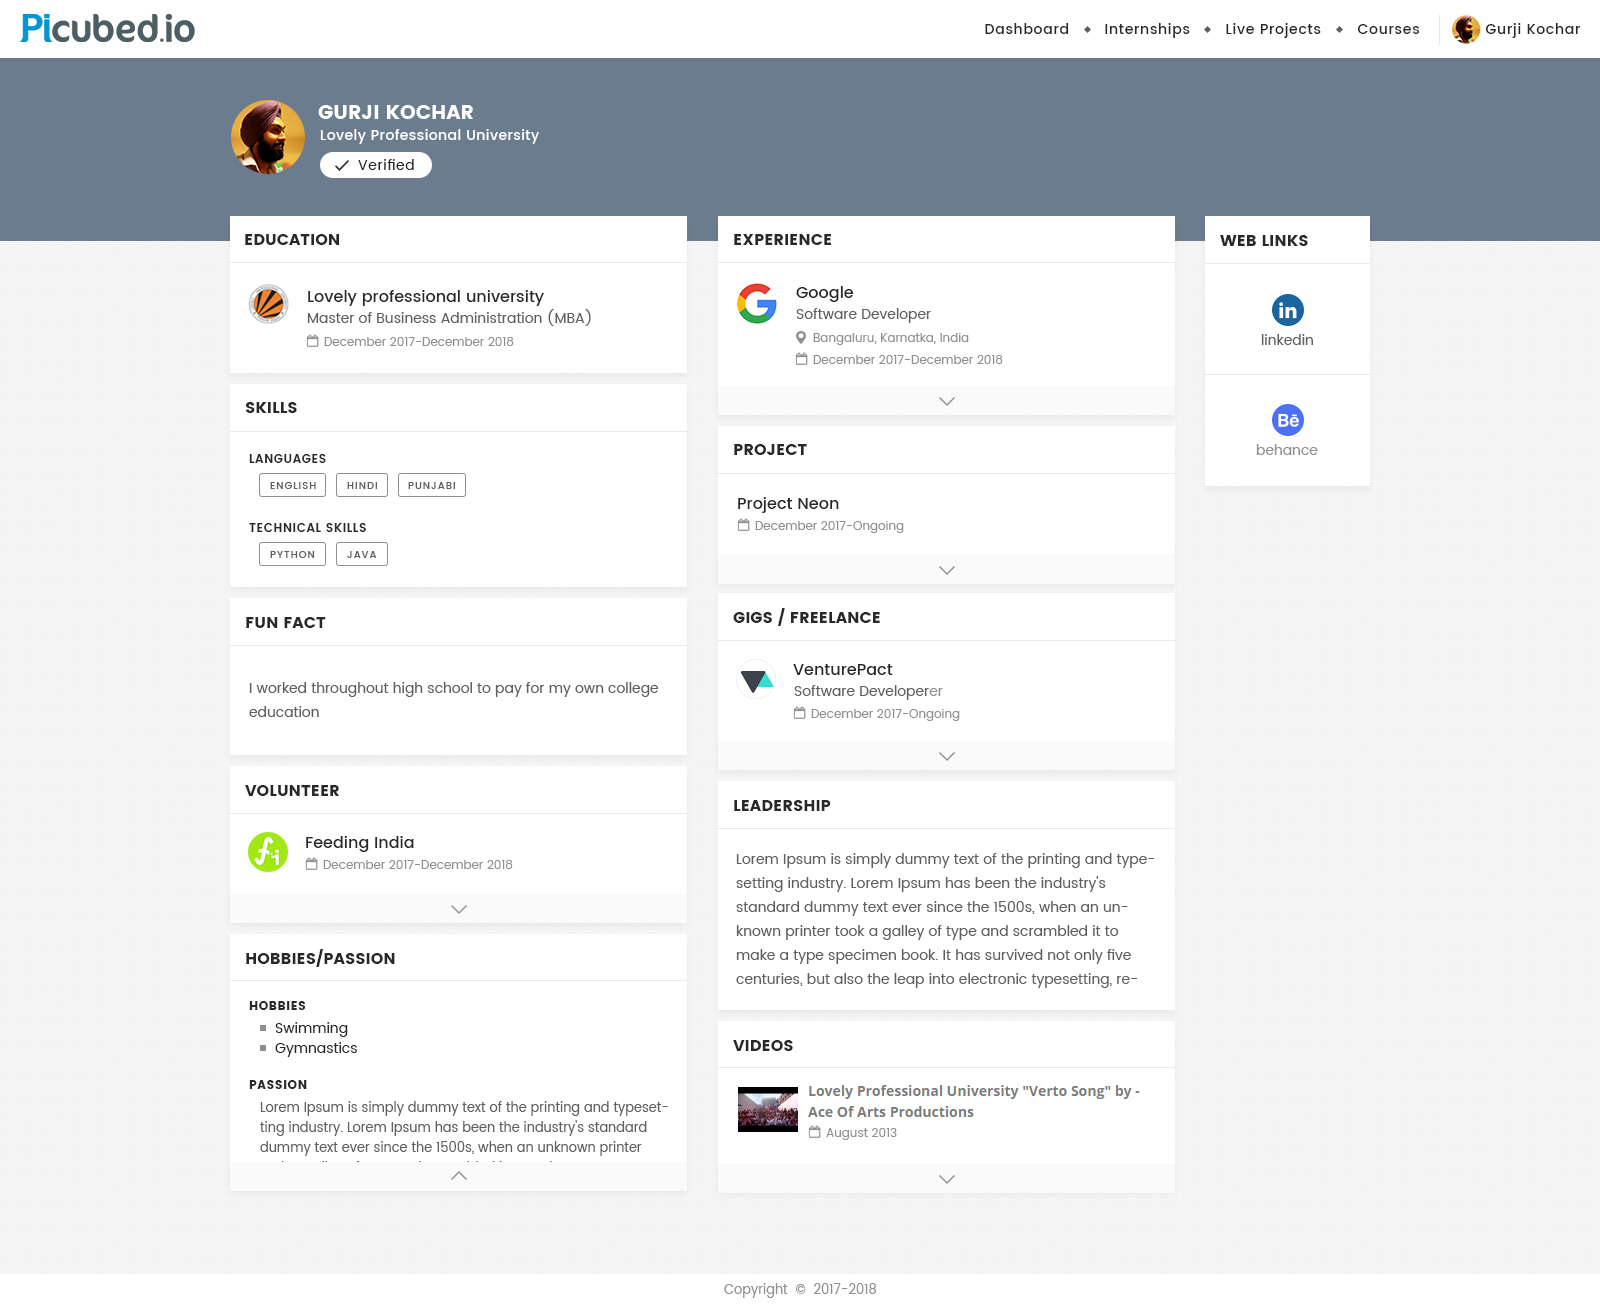 Picubed.io
Dashboard
Internships
Live Projects
Courses
Gurji Kochar
GURJI KOCHAR
Lovely Professional University
Verified
EDUCATION
Lovely professional university
Master of Business Administration (MBA)
December 2017-December 2018
SKILLS
LANGUAGES
ENGLISH
HINDI
PUNJABI
TECHNICAL SKILLS
PYTHON
JAVA
FUN FACT
I worked throughout high school to pay for my own college
education
VOLUNTEER
Feeding India
December 2017-December 2018
HOBBIES/PASSION
HOBBIES
Swimming
Gymnastics
PASSION
Lorem Ipsum is simply dummy text of the printing and typeset-
ting industry. Lorem Ipsum has been the industry's standard
dummy text ever since the 1500s, when an unknown printer
EXPERIENCE
Google
Software Developer
Bangaluru, Karnatka, India
December 2017-December 2018
PROJECT
Project Neon
December 2017-Ongoing
GIGS / FREELANCE
VenturePact
Software Developerer
December 2017-Ongoing
LEADERSHIP
Lorem Ipsum is simply dummy text of the printing and type-
setting industry. Lorem Ipsum has been the industry's
standard dummy text ever since the 1500s, when an un-
known printer took a galley of type and scrambled it to
make a type specimen book. It has survived not only five
centuries, but also the leap into electronic typesetting, re-
VIDEOS
Lovely Professional University "Verto Song" by -
Ace Of Arts Productions
August 2013
WEB LINKS
in
linkedin
Bē
behance
Copyright © 2017-2018